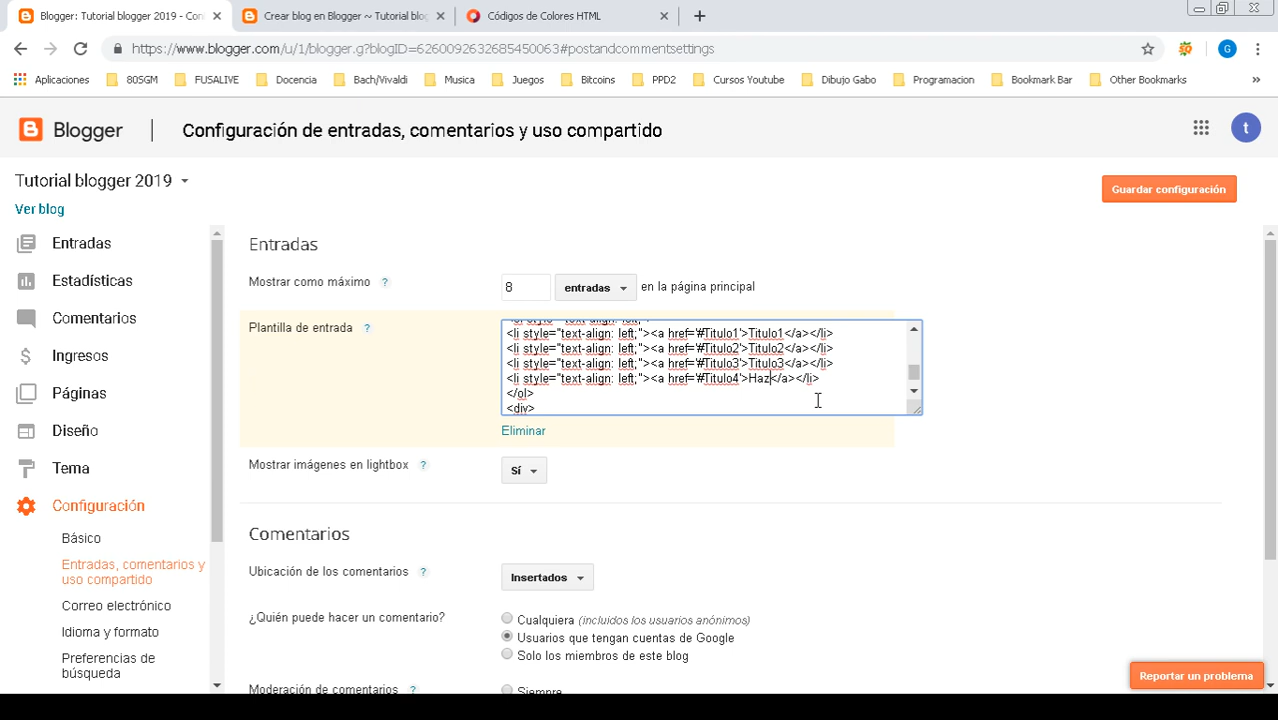 Blogger: Tutorial blogger 2019 - Con
Crear blog en Blogger ~ Tutorial blog
Códigos de Colores HTML
https://www.blogger.com/u/1/blogger.g?blogID=6260092632685450063#postandcommentsettings
Aplicaciones
80SGM
FUSALIVE
Docencia
Bach/Vivaldi
Musica
Juegos
Bitcoins
PPD2
Cursos Youtube
Dibujo Gabo
Programacion
Bookmark Bar
Other Bookmarks
Blogger
Configuración de entradas, comentarios y uso compartido
t
Tutorial blogger 2019
Guardar configuración
Ver blog
Entradas
Estadísticas
Comentarios
Ingresos
Páginas
Diseño
Tema
Configuración
Básico
Entradas, comentarios y
uso compartido
Correo electrónico
Idioma y formato
Preferencias de
búsqueda
Entradas
Mostrar como máximo ?
8 entradas en la página principal
Plantilla de entrada ?
<li style="text-align: left;"><a href='#Titulo1'>Titulo1</a></li>
<li style="text-align: left;"><a href='#Titulo2'>Titulo2</a></li>
<li style="text-align: left;"><a href='#Titulo3'>Titulo3</a></li>
<li style="text-align: left;"><a href='#Titulo4'>Haz</a></li>
</ol>
<div>
Eliminar
Mostrar imágenes en lightbox ?
Sí
Comentarios
Ubicación de los comentarios ?
Insertados
¿Quién puede hacer un comentario?
Cualquiera (incluidos los usuarios anónimos)
Usuarios que tengan cuentas de Google
Solo los miembros de este blog
Moderación de comentarios ?
Siempre
Reportar un problema